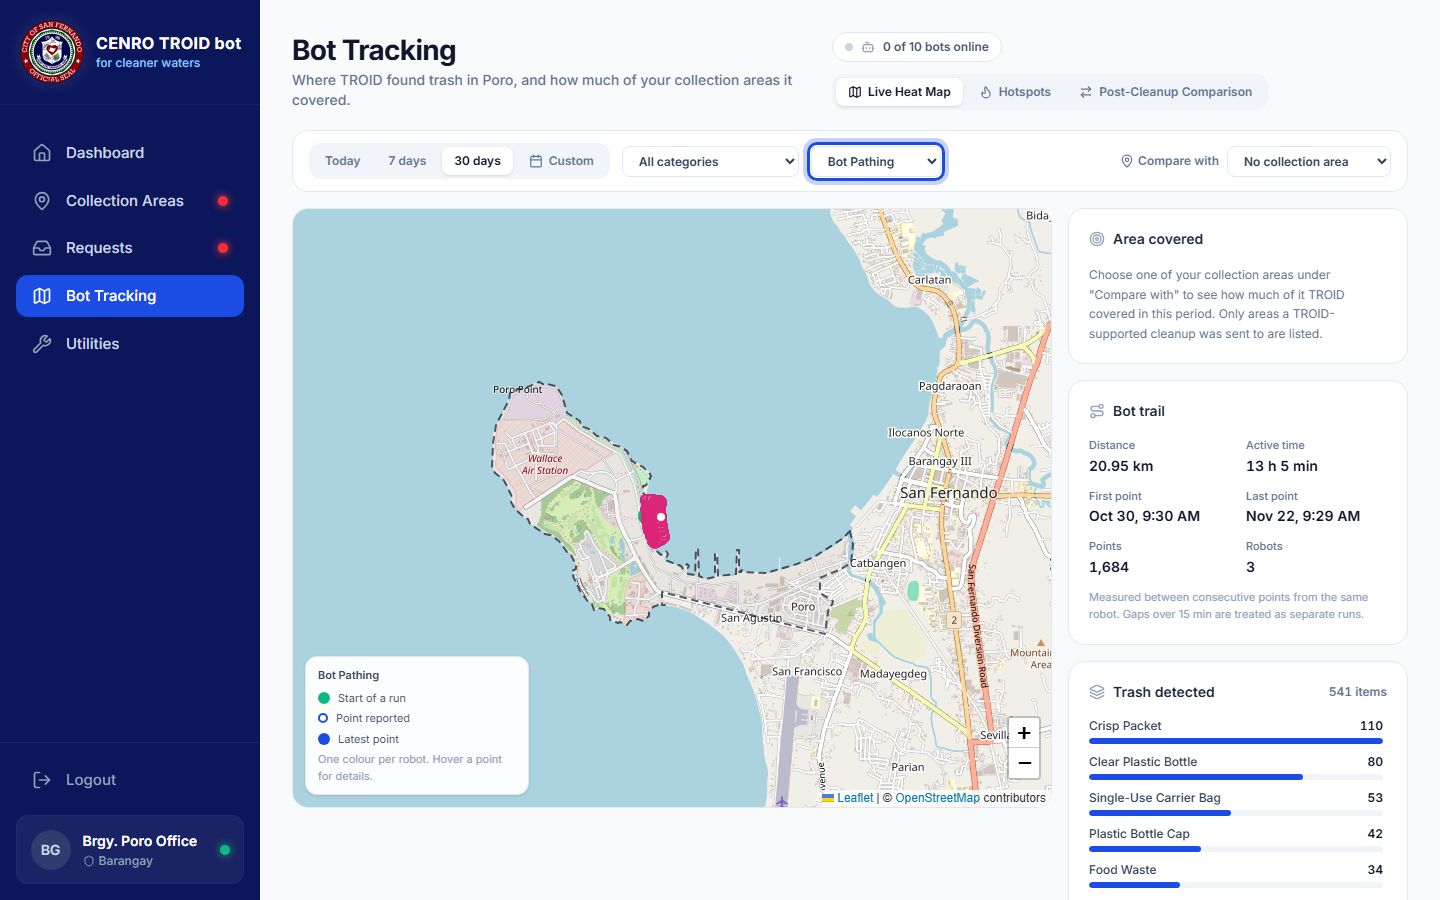 CITY OF SAN FERNANDO
OFFICIAL SEAL
CENRO TROID bot
for cleaner waters
Dashboard
Collection Areas
Requests
Bot Tracking
Utilities
Logout
BG
Brgy. Poro Office
Barangay
Bot Tracking
Where TROID found trash in Poro, and how much of your collection areas it
covered.
0 of 10 bots online
Live Heat Map
Hotspots
Post-Cleanup Comparison
Today
7 days
30 days
Custom
All categories
Bot Pathing
Compare with
No collection area
Bida
Carlatan
Pagdaraoan
Poro Point
Ilocanos Norte
Wallace
Air Station
Barangay III
San Fernando
Catbangen
San Fernando Diversion Road
Poro
San Agustin
2
Mountain
Area
San Francisco
Madayegdeg
Sevilla
Parian
Bot Pathing
Start of a run
Point reported
Latest point
One colour per robot. Hover a point
for details.
+
−
Leaflet | © OpenStreetMap contributors
Area covered
Choose one of your collection areas under
"Compare with" to see how much of it TROID
covered in this period. Only areas a TROID-
supported cleanup was sent to are listed.
Bot trail
Distance
Active time
20.95 km
13 h 5 min
First point
Last point
Oct 30, 9:30 AM
Nov 22, 9:29 AM
Points
Robots
1,684
3
Measured between consecutive points from the same
robot. Gaps over 15 min are treated as separate runs.
Trash detected
541 items
Crisp Packet
110
Clear Plastic Bottle
80
Single-Use Carrier Bag
53
Plastic Bottle Cap
42
Food Waste
34